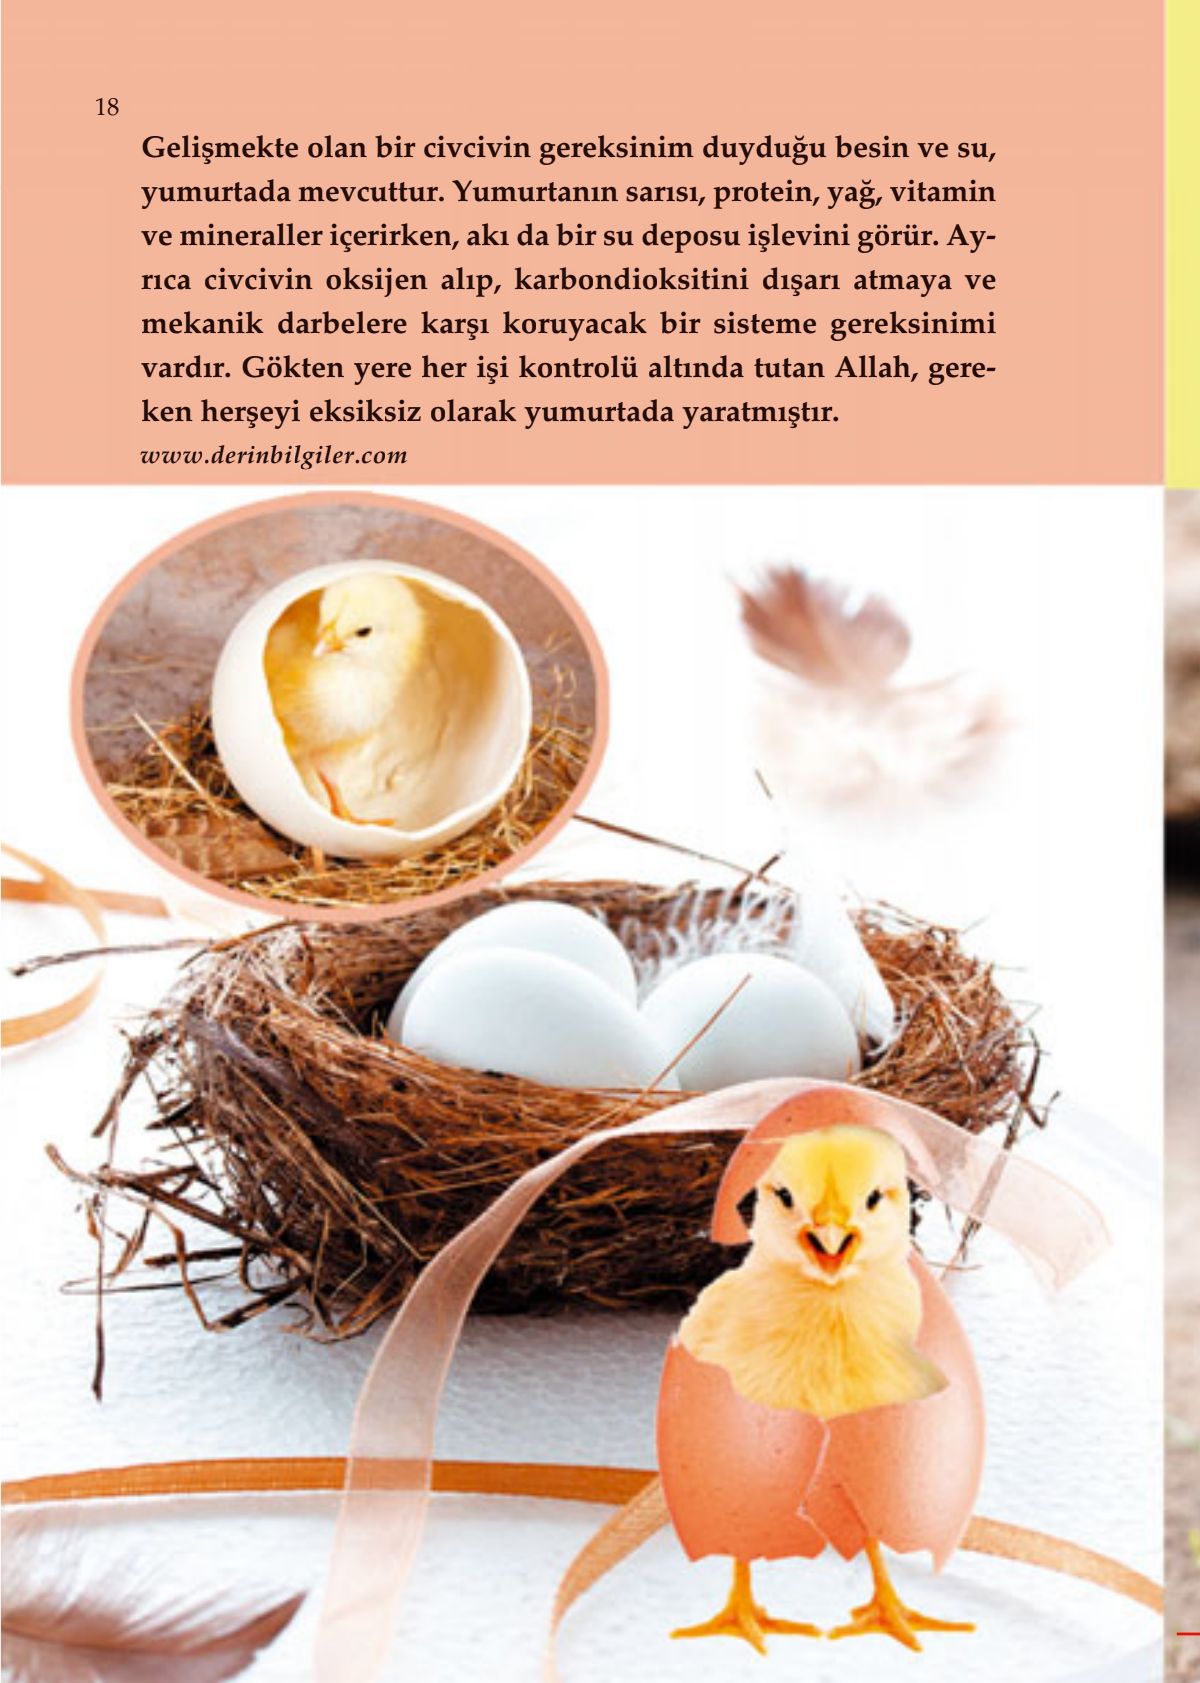 18
Gelişmekte olan bir civcivin gereksinim duyduğu besin ve su,
yumurtada mevcuttur. Yumurtanın sarısı, protein, yağ, vitamin
ve mineraller içerirken, akı da bir su deposu işlevini görür. Ay-
rıca civcivin oksijen alıp, karbondioksitini dışarı atmaya ve
mekanik darbelere karşı koruyacak bir sisteme gereksinimi
vardır. Gökten yere her işi kontrolü altında tutan Allah, gere-
ken herşeyi eksiksiz olarak yumurtada yaratmıştır.
www.derinbilgiler.com